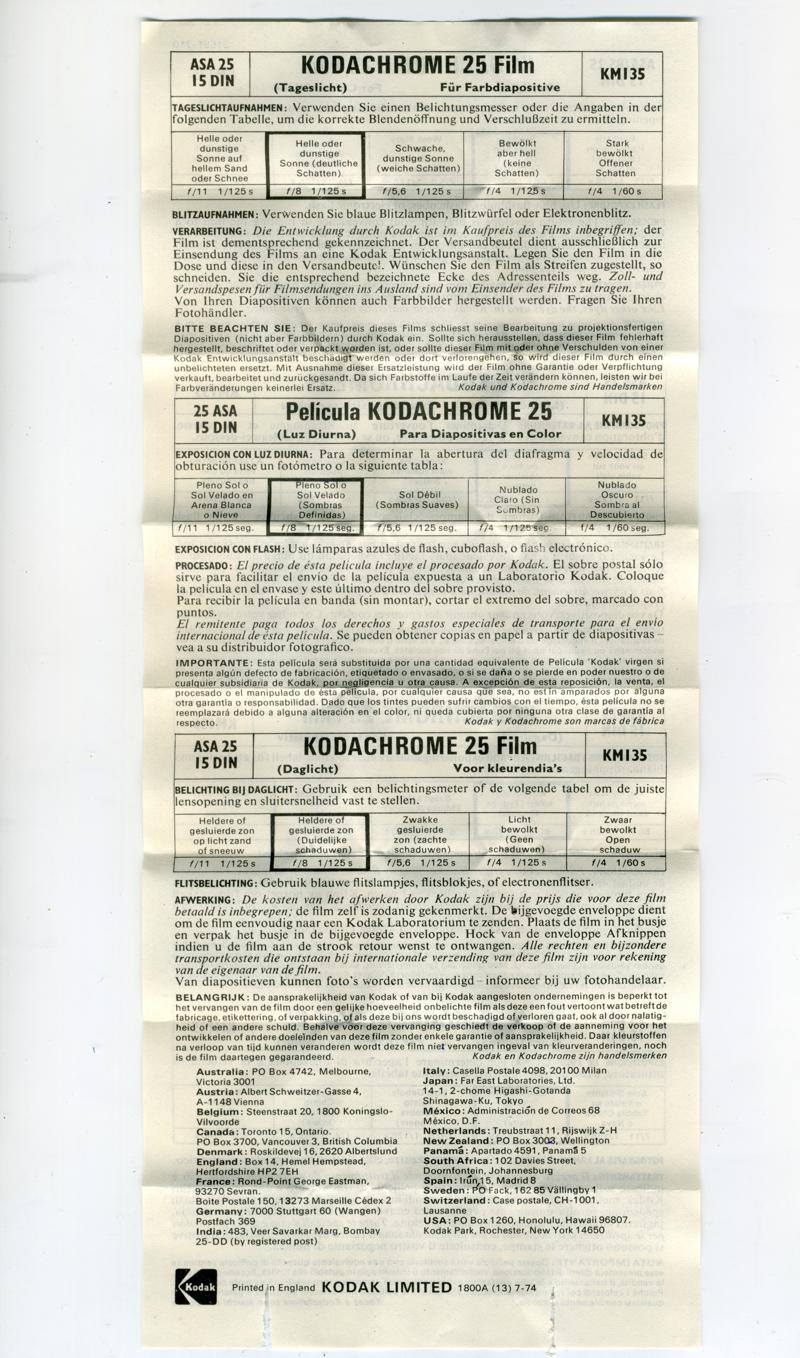 ASA 25
15 DIN
KODACHROME 25 Film
(Tageslicht) Für Farbdiapositive
KM135
TAGESLICHTAUFNAHMEN: Verwenden Sie einen Belichtungsmesser oder die Angaben in der
folgenden Tabelle, um die korrekte Blendenöffnung und Verschlußzeit zu ermitteln.
Helle oder
dunstige
Sonne auf
hellem Sand
oder Schnee
f/11 1/125 s
Helle oder
dunstige
Sonne (deutliche
Schatten)
f/8 1/125 s
Schwache,
dunstige Sonne
(weiche Schatten)
f/5,6 1/125 s
Bewölkt
aber hell
(keine
Schatten)
f/4 1/125 s
Stark
bewölkt
Offener
Schatten
f/4 1/60 s
BLITZAUFNAHMEN: Verwenden Sie blaue Blitzlampen, Blitzwürfel oder Elektronenblitz.
VERARBEITUNG: Die Entwicklung durch Kodak ist im Kaufpreis des Films inbegriffen; der
Film ist dementsprechend gekennzeichnet. Der Versandbeutel dient ausschließlich zur
Einsendung des Films an eine Kodak Entwicklungsanstalt. Legen Sie den Film in die
Dose und diese in den Versandbeutel. Wünschen Sie den Film als Streifen zugestellt, so
schneiden. Sie die entsprechend bezeichnete Ecke des Adressenteils weg. Zoll- und
Versandspesen für Filmsendungen ins Ausland sind vom Einsender des Films zu tragen.
Von Ihren Diapositiven können auch Farbbilder hergestellt werden. Fragen Sie Ihren
Fotohändler.
BITTE BEACHTEN SIE: Der Kaufpreis dieses Films schliesst seine Bearbeitung zu projektionsfertigen
Diapositiven (nicht aber Farbbildern) durch Kodak ein. Sollte sich herausstellen, dass dieser Film fehlerhaft
hergestellt, beschriftet oder verpackt worden ist, oder sollte dieser Film mit oder ohne Verschulden von einer
Kodak Entwicklungsanstalt beschädigt werden oder dort verlorengehen, so wird dieser Film durch einen
unbelichteten ersetzt. Mit Ausnahme dieser Ersatzleistung wird der Film ohne Garantie oder Verpflichtung
verkauft, bearbeitet und zurückgesandt. Da sich Farbstoffe im Laufe der Zeit verändern können, leisten wir bei
Farbveränderungen keinerlei Ersatz. Kodak und Kodachrome sind Handelsmarken
25 ASA
15 DIN
Película KODACHROME 25
(Luz Diurna) Para Diapositivas en Color
KM135
EXPOSICION CON LUZ DIURNA: Para determinar la abertura del diafragma y velocidad de
obturación use un fotómetro o la siguiente tabla:
Pleno Sol o
Sol Velado en
Arena Blanca
o Nieve
f/11 1/125 seg.
Pleno Sol o
Sol Velado
(Sombras
Definidas)
f/8 1/125 seg.
Sol Débil
(Sombras Suaves)
f/5,6 1/125 seg.
Nublado
Claro (Sin
Sombras)
f/4 1/125 seg.
Nublado
Oscuro
Sombra al
Descubierto
f/4 1/60 seg.
EXPOSICION CON FLASH: Use lámparas azules de flash, cuboflash, o flash electrónico.
PROCESADO: El precio de ésta pelicula incluye el procesado por Kodak. El sobre postal sólo
sirve para facilitar el envío de la película expuesta a un Laboratorio Kodak. Coloque
la película en el envase y este último dentro del sobre provisto.
Para recibir la película en banda (sin montar), cortar el extremo del sobre, marcado con
puntos.
El remitente paga todos los derechos y gastos especiales de transporte para el envio
internacional de ésta película. Se pueden obtener copias en papel a partir de diapositivas –
vea a su distribuidor fotografico.
IMPORTANTE: Esta película será substituida por una cantidad equivalente de Película 'Kodak' virgen si
presenta algún defecto de fabricación, etiquetado o envasado, o si se daña o se pierde en poder nuestro o de
cualquier subsidiaria de Kodak, por negligencia u otra causa. A excepción de esta reposición, la venta, el
procesado o el manipulado de ésta película, por cualquier causa que sea, no están amparados por alguna
otra garantía o responsabilidad. Dado que los tintes pueden sufrir cambios con el tiempo, ésta película no se
reemplazará debido a alguna alteración en el color, ni queda cubierta por ninguna otra clase de garantía al
respecto. Kodak y Kodachrome son marcas de fábrica
ASA 25
15 DIN
KODACHROME 25 Film
(Daglicht) Voor kleurendia's
KM135
BELICHTING BIJ DAGLICHT: Gebruik een belichtingsmeter of de volgende tabel om de juiste
lensopening en sluitersnelheid vast te stellen.
Heldere of
gesluierde zon
op licht zand
of sneeuw
f/11 1/125 s
Heldere of
gesluierde zon
(Duidelijke
schaduwen)
f/8 1/125 s
Zwakke
gesluierde
zon (zachte
schaduwen)
f/5,6 1/125 s
Licht
bewolkt
(Geen
schaduwen)
f/4 1/125 s
Zwaar
bewolkt
Open
schaduw
f/4 1/60 s
FLITSBELICHTING: Gebruik blauwe flitslampjes, flitsblokjes, of electronenflitser.
AFWERKING: De kosten van het afwerken door Kodak zijn bij de prijs die voor deze film
betaald is inbegrepen; de film zelf is zodanig gekenmerkt. De bijgevoegde enveloppe dient
om de film eenvoudig naar een Kodak Laboratorium te zenden. Plaats de film in het busje
en verpak het busje in de bijgevoegde enveloppe. Hock van de enveloppe Afknippen
indien u de film aan de strook retour wenst te ontwangen. Alle rechten en bijzondere
transportkosten die ontstaan bij internationale verzending van deze film zijn voor rekening
van de eigenaar van de film.
Van diapositieven kunnen foto's worden vervaardigd – informeer bij uw fotohandelaar.
BELANGRIJK: De aansprakelijkheid van Kodak of van bij Kodak aangesloten ondernemingen is beperkt tot
het vervangen van de film door een gelijke hoeveelheid onbelichte film als deze een fout vertoont wat betreft de
fabricage, etikettering, of verpakking, of als deze bij ons wordt beschadigd of verloren gaat, ook al door nalatig-
heid of een andere schuld. Behalve voor deze vervanging geschiedt de verkoop of de aanneming voor het
ontwikkelen of andere doeleinden van deze film zonder enkele garantie of aansprakelijkheid. Daar kleurstoffen
na verloop van tijd kunnen veranderen wordt deze film niet vervangen ingeval van kleurveranderingen, noch
is de film daartegen gegarandeerd. Kodak en Kodachrome zijn handelsmerken
Australia: PO Box 4742, Melbourne,
Victoria 3001
Austria: Albert Schweitzer-Gasse 4,
A-1148 Vienna
Belgium: Steenstraat 20, 1800 Koningslo-
Vilvoorde
Canada: Toronto 15, Ontario.
PO Box 3700, Vancouver 3, British Columbia
Denmark: Roskildevej 16, 2620 Albertslund
England: Box 14, Hemel Hempstead,
Hertfordshire HP2 7EH
France: Rond-Point George Eastman,
93270 Sevran.
Boite Postale 150, 13273 Marseille Cédex 2
Germany: 7000 Stuttgart 60 (Wangen)
Postfach 369
India: 483, Veer Savarkar Marg, Bombay
25-DD (by registered post)
Italy: Casella Postale 4098, 20100 Milan
Japan: Far East Laboratories, Ltd.
14-1, 2-chome Higashi-Gotanda
Shinagawa-Ku, Tokyo
México: Administración de Correos 68
México, D.F.
Netherlands: Treubstraat 11, Rijswijk Z-H
New Zealand: PO Box 3003, Wellington
Panamá: Apartado 4591, Panamá 5
South Africa: 102 Davies Street,
Doornfontein, Johannesburg
Spain: Irún 15, Madrid 8
Sweden: PO Fack, 162 85 Vällingby 1
Switzerland: Case postale, CH-1001,
Lausanne
USA: PO Box 1260, Honolulu, Hawaii 96807.
Kodak Park, Rochester, New York 14650
Kodak
Printed in England KODAK LIMITED 1800A (13) 7-74